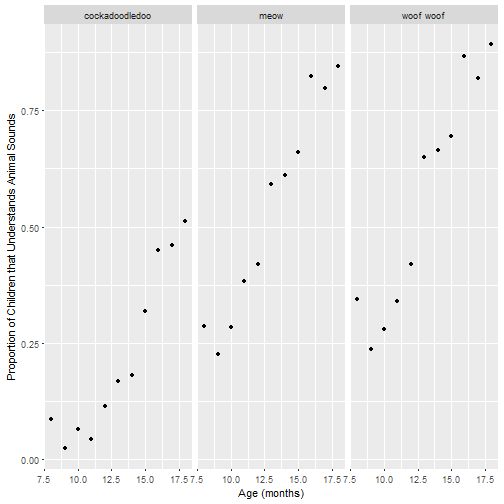 cockadoodledoo meow woof woof
Proportion of Children that Understands Animal Sounds
0.75
0.50
0.25
0.00
7.5 10.0 12.5 15.0 17.5 7.5 10.0 12.5 15.0 17.5 7.5 10.0 12.5 15.0 17.5
Age (months)